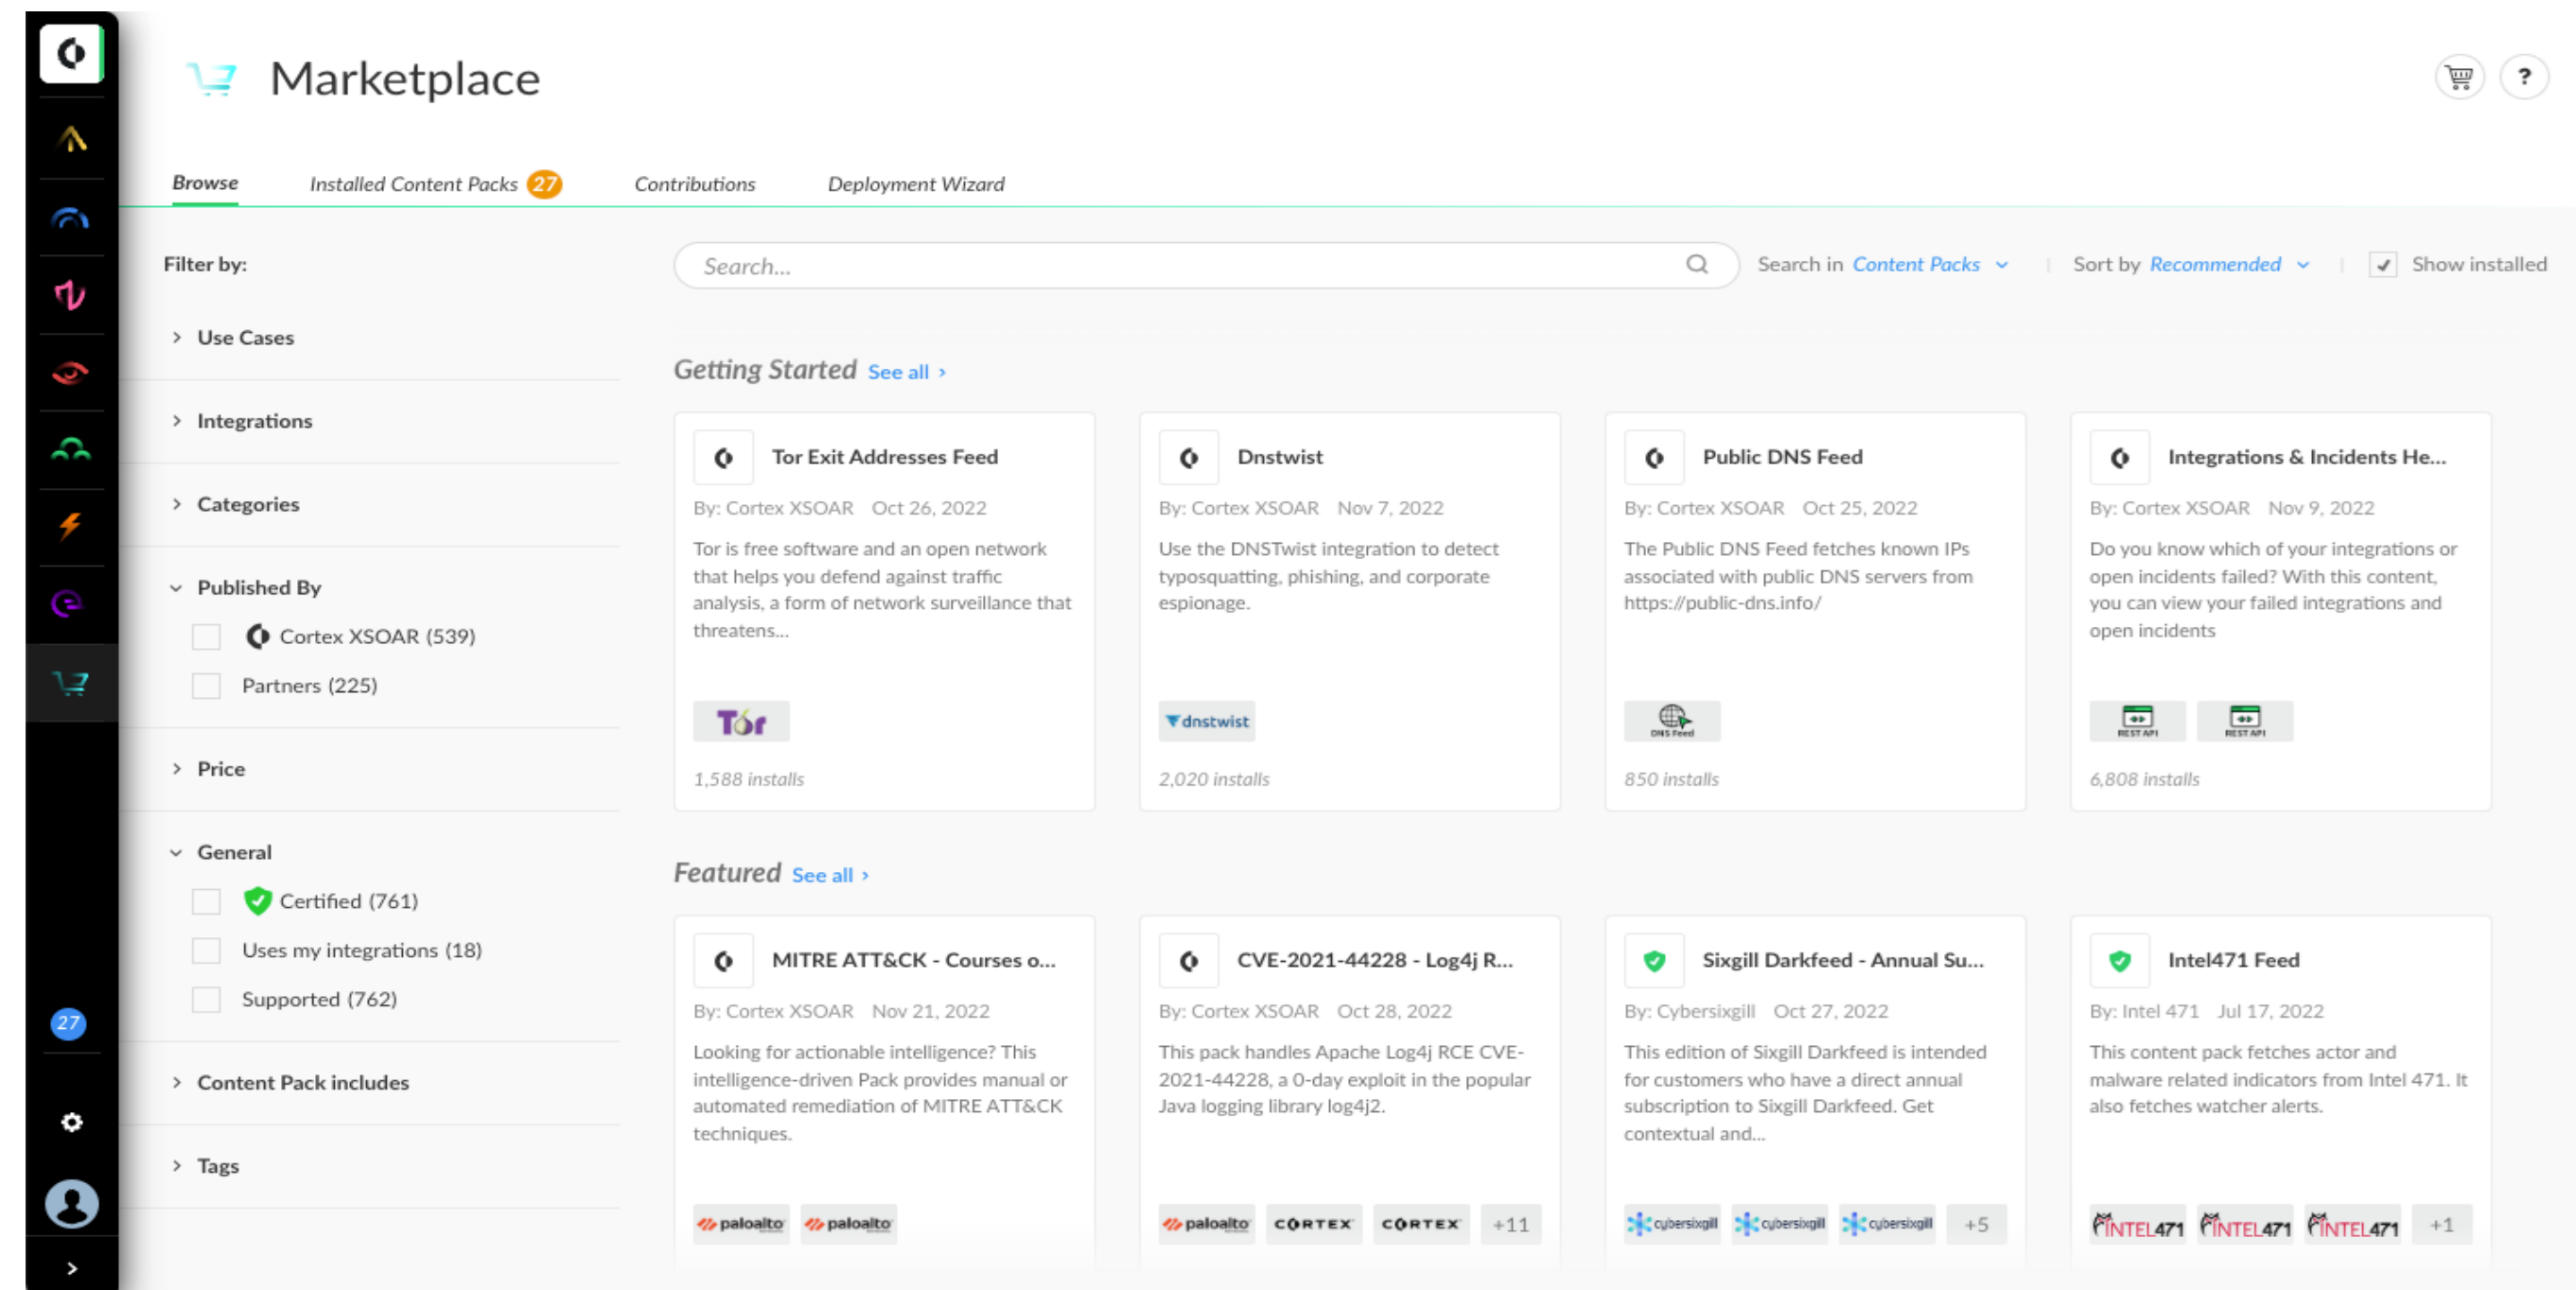 Marketplace
?
Browse
Installed Content Packs 27
Contributions
Deployment Wizard
Filter by:
Search...
Search in Content Packs
Sort by Recommended
Show installed
Use Cases
Integrations
Categories
Published By
Cortex XSOAR (539)
Partners (225)
Price
General
Certified (761)
Uses my integrations (18)
Supported (762)
Content Pack includes
Tags
27
Getting Started See all
Tor Exit Addresses Feed
By: Cortex XSOAR Oct 26, 2022
Tor is free software and an open network
that helps you defend against traffic
analysis, a form of network surveillance that
threatens...
Tor
1,588 installs
Dnstwist
By: Cortex XSOAR Nov 7, 2022
Use the DNSTwist integration to detect
typosquatting, phishing, and corporate
espionage.
dnstwist
2,020 installs
Public DNS Feed
By: Cortex XSOAR Oct 25, 2022
The Public DNS Feed fetches known IPs
associated with public DNS servers from
https://public-dns.info/
DNS Feed
850 installs
Integrations & Incidents He...
By: Cortex XSOAR Nov 9, 2022
Do you know which of your integrations or
open incidents failed? With this content,
you can view your failed integrations and
open incidents
REST API REST API
6,808 installs
Featured See all
MITRE ATT&CK - Courses o...
By: Cortex XSOAR Nov 21, 2022
Looking for actionable intelligence? This
intelligence-driven Pack provides manual or
automated remediation of MITRE ATT&CK
techniques.
paloalto paloalto
CVE-2021-44228 - Log4j R...
By: Cortex XSOAR Oct 28, 2022
This pack handles Apache Log4j RCE CVE-
2021-44228, a 0-day exploit in the popular
Java logging library log4j2.
paloalto CORTEX CORTEX +11
Sixgill Darkfeed - Annual Su...
By: Cybersixgill Oct 27, 2022
This edition of Sixgill Darkfeed is intended
for customers who have a direct annual
subscription to Sixgill Darkfeed. Get
contextual and...
cybersixgill cybersixgill cybersixgill +5
Intel471 Feed
By: Intel 471 Jul 17, 2022
This content pack fetches actor and
malware related indicators from Intel 471. It
also fetches watcher alerts.
INTEL471 INTEL471 INTEL471 +1